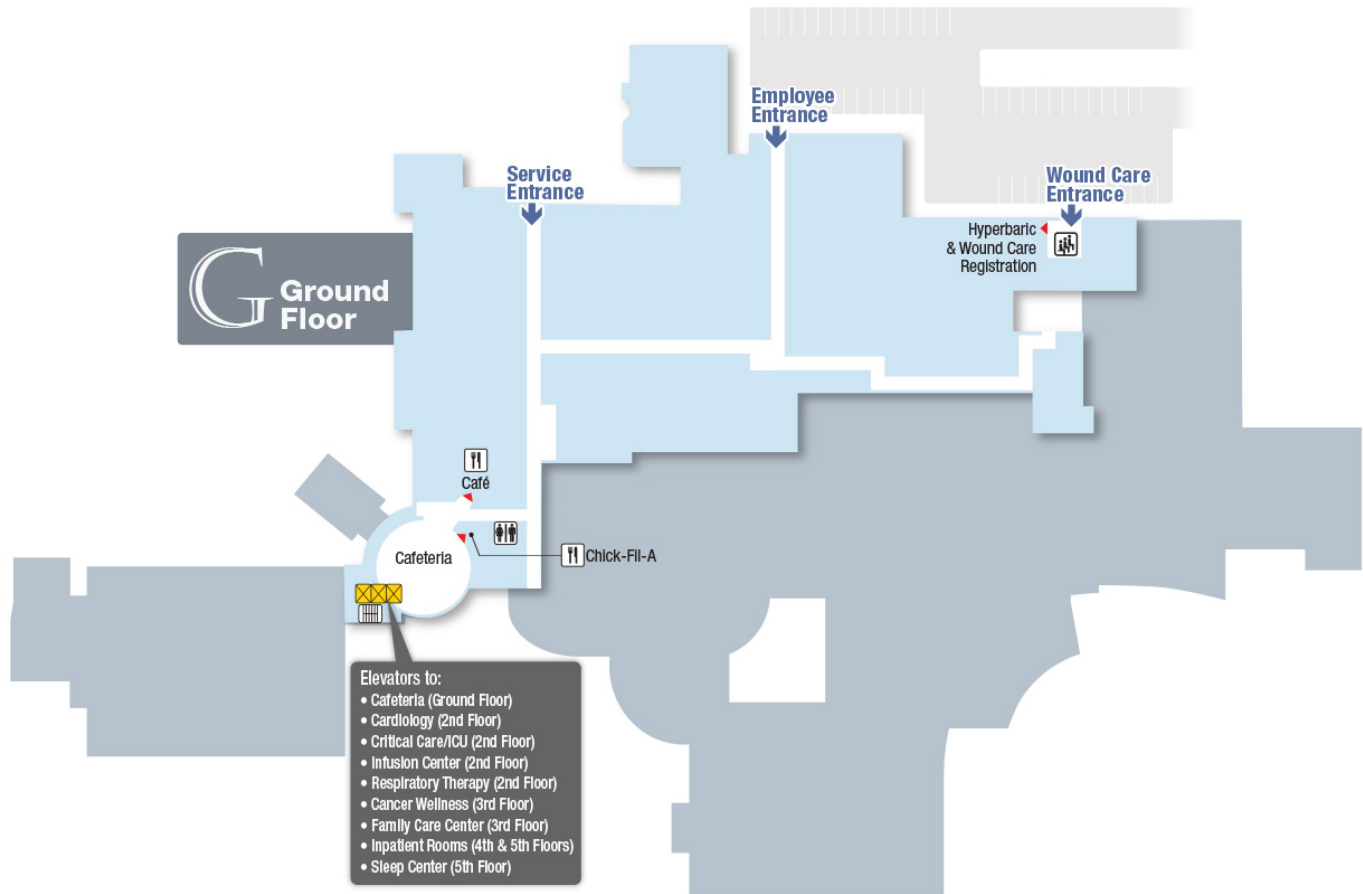 Employee
Entrance
Service
Entrance
Wound Care
Entrance
Hyperbaric
& Wound Care
Registration
G Ground
Floor
Café
Cafeteria
Chick-Fil-A
Elevators to:
• Cafeteria (Ground Floor)
• Cardiology (2nd Floor)
• Critical Care/ICU (2nd Floor)
• Infusion Center (2nd Floor)
• Respiratory Therapy (2nd Floor)
• Cancer Wellness (3rd Floor)
• Family Care Center (3rd Floor)
• Inpatient Rooms (4th & 5th Floors)
• Sleep Center (5th Floor)